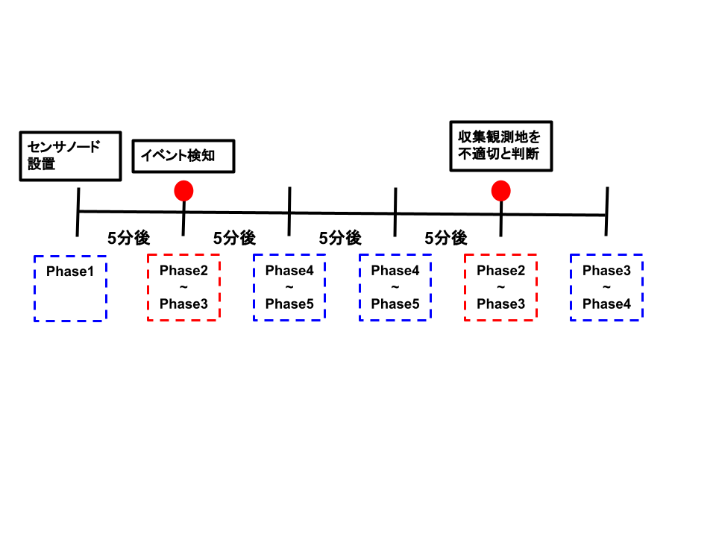 センサノード
設置
イベント検知
収集観測地を
不適切と判断
5分後
5分後
5分後
5分後
Phase1
Phase2
~
Phase3
Phase4
~
Phase5
Phase4
~
Phase5
Phase2
~
Phase3
Phase3
~
Phase4